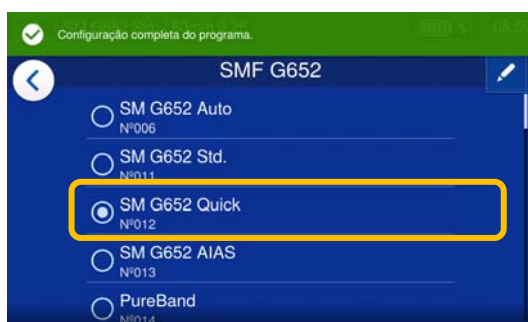 Configuração completa do programa.
SMF G652
SM G652 Auto
Nº006
SM G652 Std.
Nº011
SM G652 Quick
Nº012
SM G652 AIAS
Nº013
PureBand
Nº014